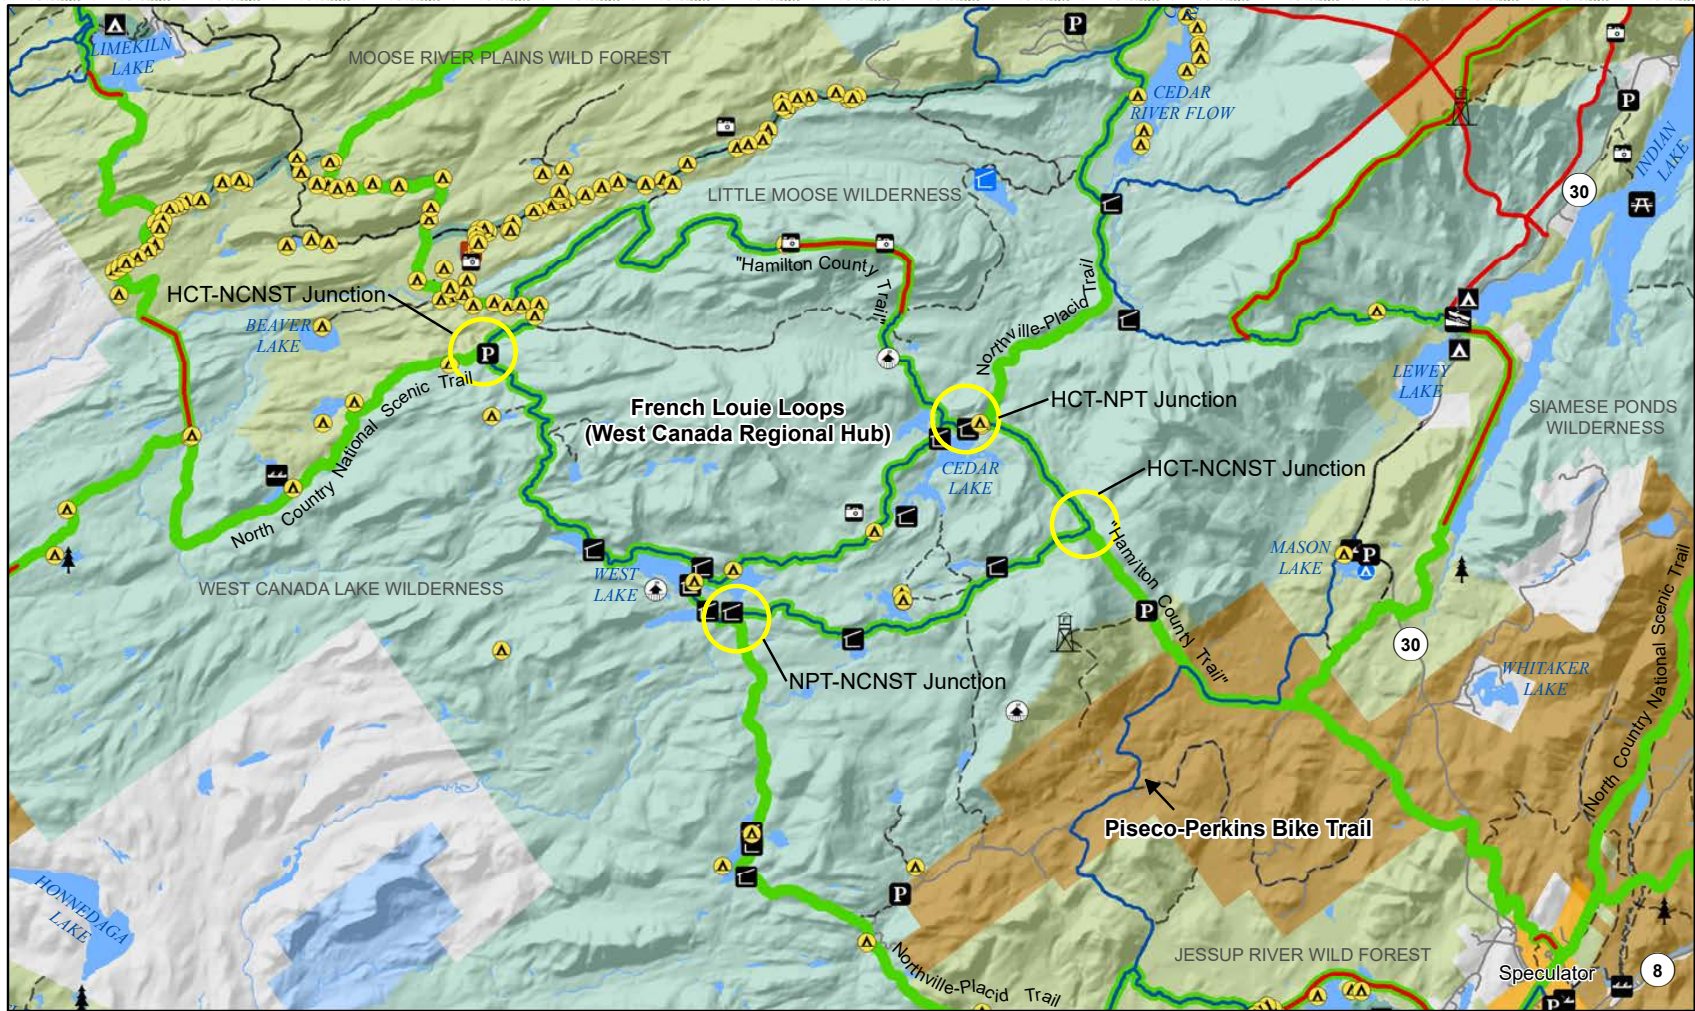 LIMEKILN
LAKE
MOOSE RIVER PLAINS WILD FOREST
P
CEDAR
RIVER FLOW
P
INDIAN
LAKE
30
LITTLE MOOSE WILDERNESS
"Hamilton County Trail"
HCT-NCNST Junction
BEAVER
LAKE
P
Northville-Placid Trail
North Country National Scenic Trail
French Louie Loops
(West Canada Regional Hub)
HCT-NPT Junction
LEWEY
LAKE
SIAMESE PONDS
WILDERNESS
CEDAR
LAKE
HCT-NCNST Junction
"Hamilton County Trail"
MASON
LAKE
P
WEST CANADA LAKE WILDERNESS
WEST
LAKE
P
30
NPT-NCNST Junction
WHITAKER
LAKE
North Country National Scenic Trail
Piseco-Perkins Bike Trail
HONNEDAGA
LAKE
P
Northville-Placid Trail
JESSUP RIVER WILD FOREST
Speculator
8
P